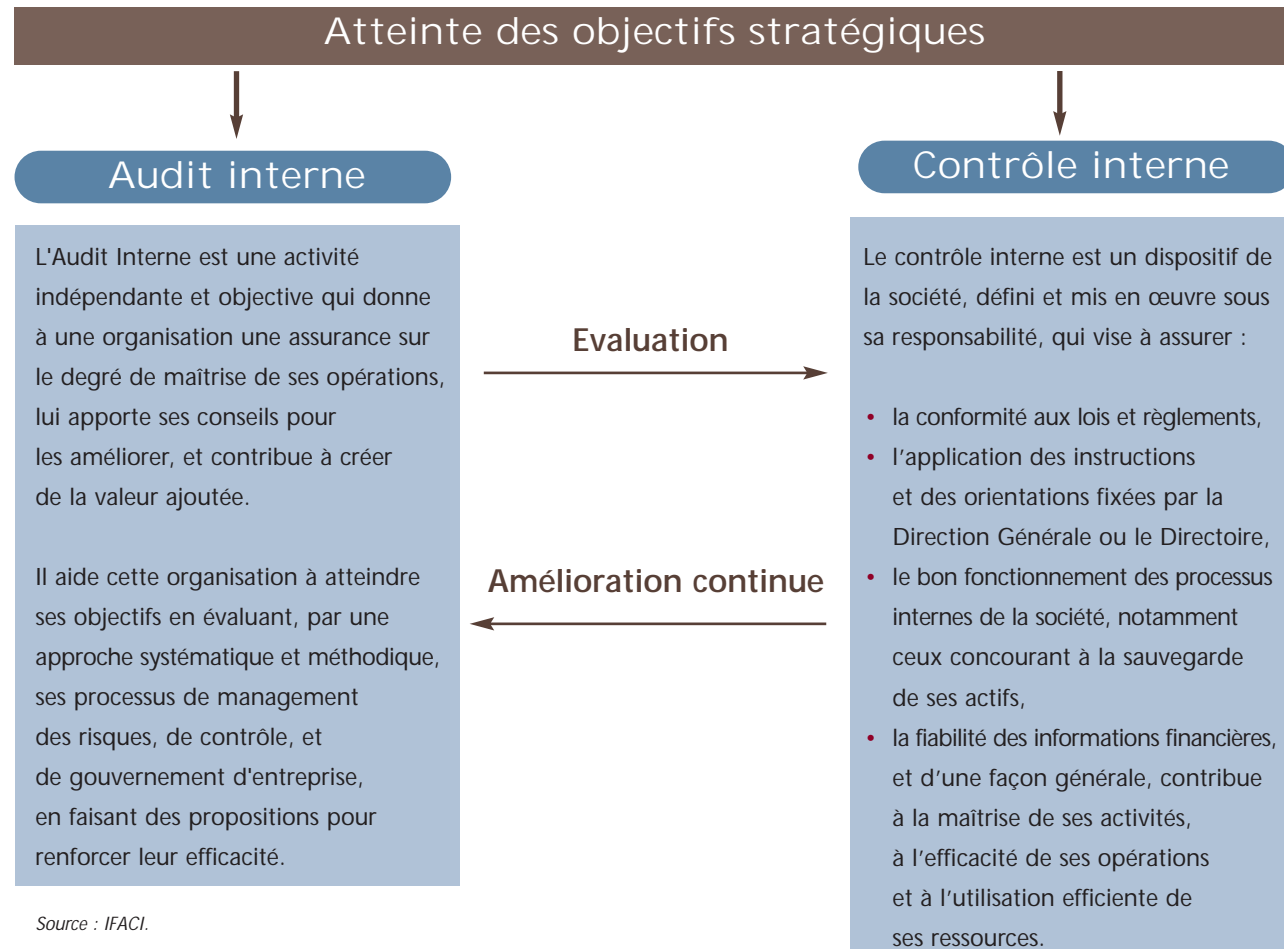 Atteinte des objectifs stratégiques
Audit interne
L'Audit Interne est une activité
indépendante et objective qui donne
à une organisation une assurance sur
le degré de maîtrise de ses opérations,
lui apporte ses conseils pour
les améliorer, et contribue à créer
de la valeur ajoutée.
Il aide cette organisation à atteindre
ses objectifs en évaluant, par une
approche systématique et méthodique,
ses processus de management
des risques, de contrôle, et
de gouvernement d'entreprise,
en faisant des propositions pour
renforcer leur efficacité.
Source : IFACI.
Evaluation
Amélioration continue
Contrôle interne
Le contrôle interne est un dispositif de
la société, défini et mis en œuvre sous
sa responsabilité, qui vise à assurer :
• la conformité aux lois et règlements,
• l’application des instructions
et des orientations fixées par la
Direction Générale ou le Directoire,
• le bon fonctionnement des processus
internes de la société, notamment
ceux concourant à la sauvegarde
de ses actifs,
• la fiabilité des informations financières,
et d’une façon générale, contribue
à la maîtrise de ses activités,
à l’efficacité de ses opérations
et à l’utilisation efficiente de
ses ressources.